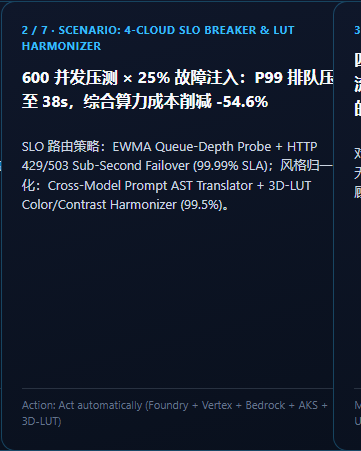 2 / 7 · SCENARIO: 4-CLOUD SLO BREAKER & LUT
HARMONIZER
600 并发压测 × 25% 故障注入：P99 排队压
至 38s，综合算力成本削减 -54.6%
SLO 路由策略：EWMA Queue-Depth Probe + HTTP
429/503 Sub-Second Failover (99.99% SLA)；风格归一
化：Cross-Model Prompt AST Translator + 3D-LUT
Color/Contrast Harmonizer (99.5%)。
Action: Act automatically (Foundry + Vertex + Bedrock + AKS +
3D-LUT)
3